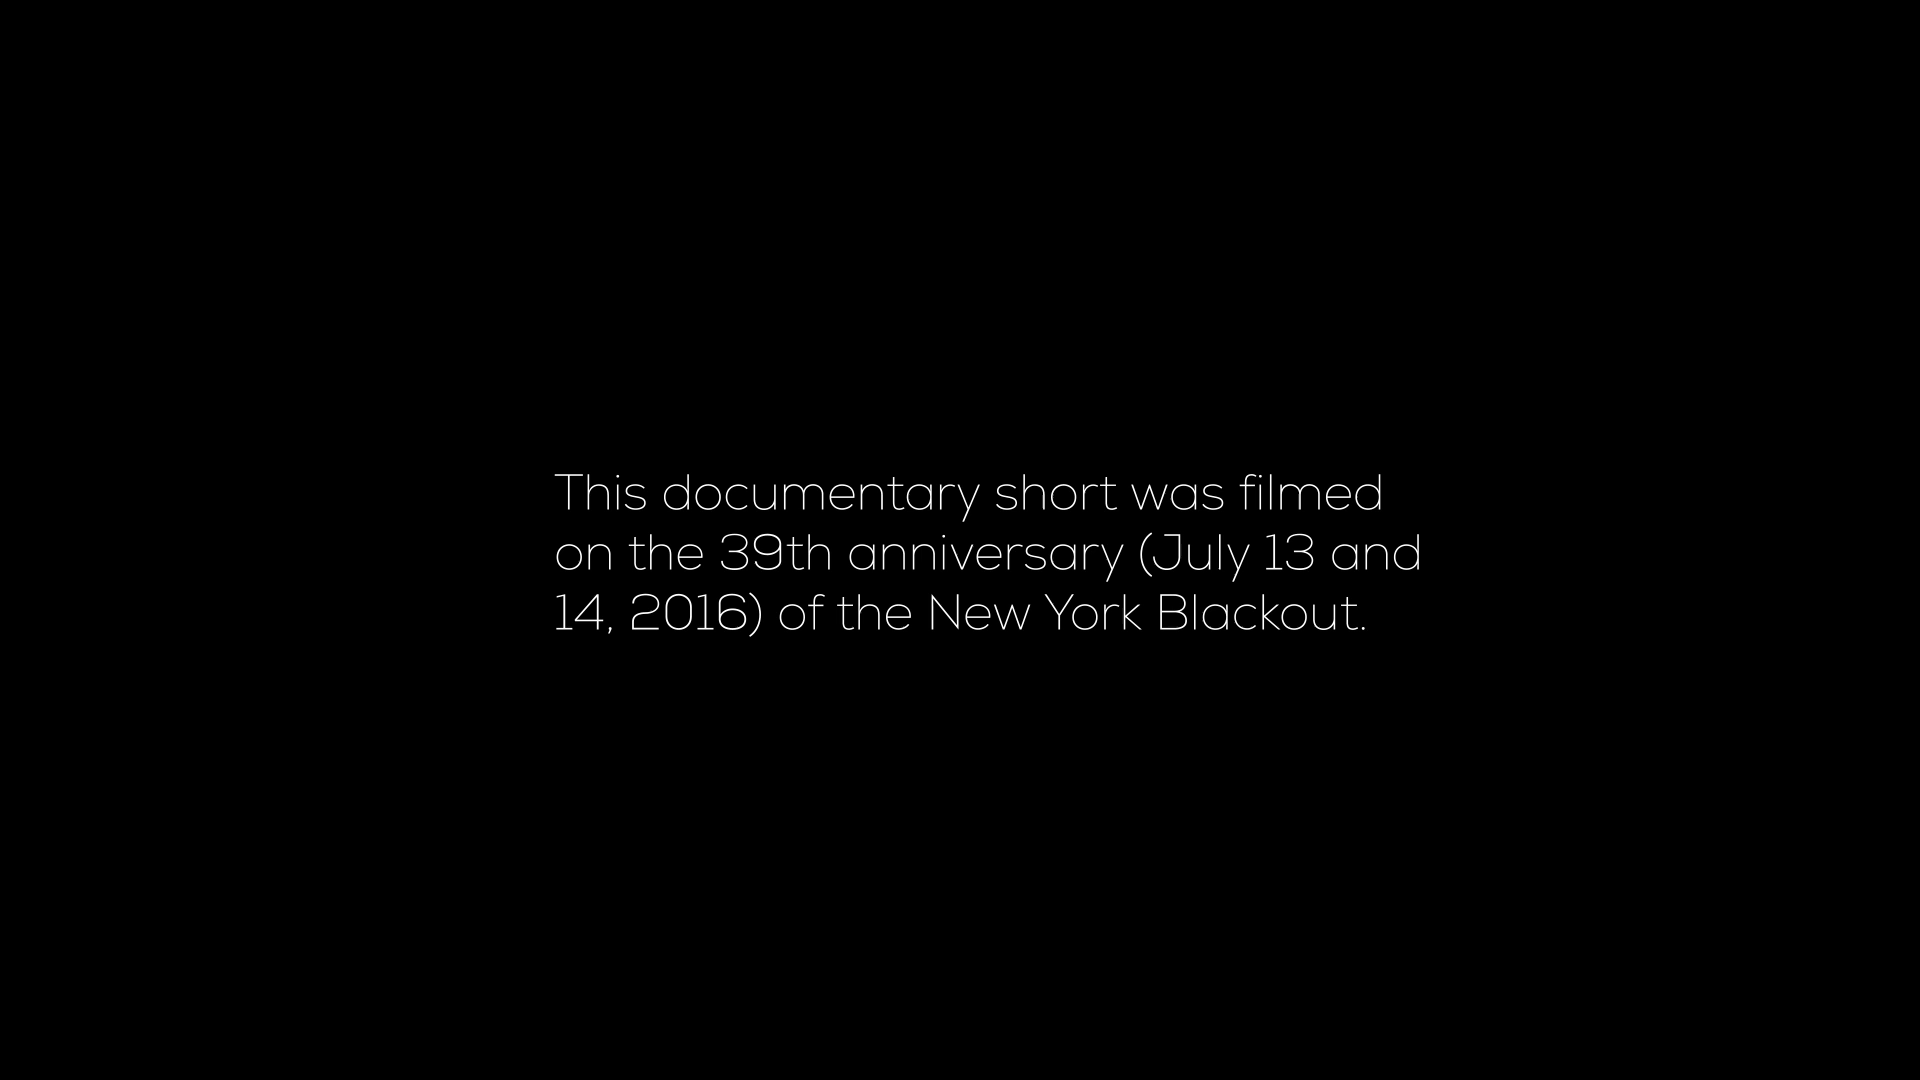 This documentary short was filmed
on the 39th anniversary (July 13 and
14, 2016) of the New York Blackout.